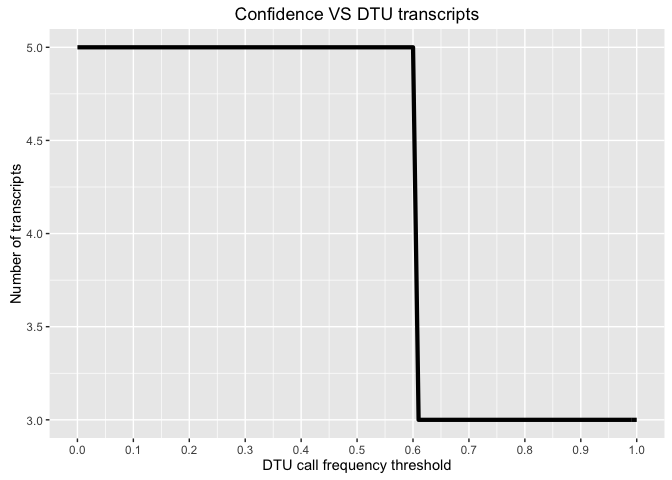 Confidence VS DTU transcripts
Number of transcripts
5.0
4.5
4.0
3.5
3.0
0.0 0.1 0.2 0.3 0.4 0.5 0.6 0.7 0.8 0.9 1.0
DTU call frequency threshold